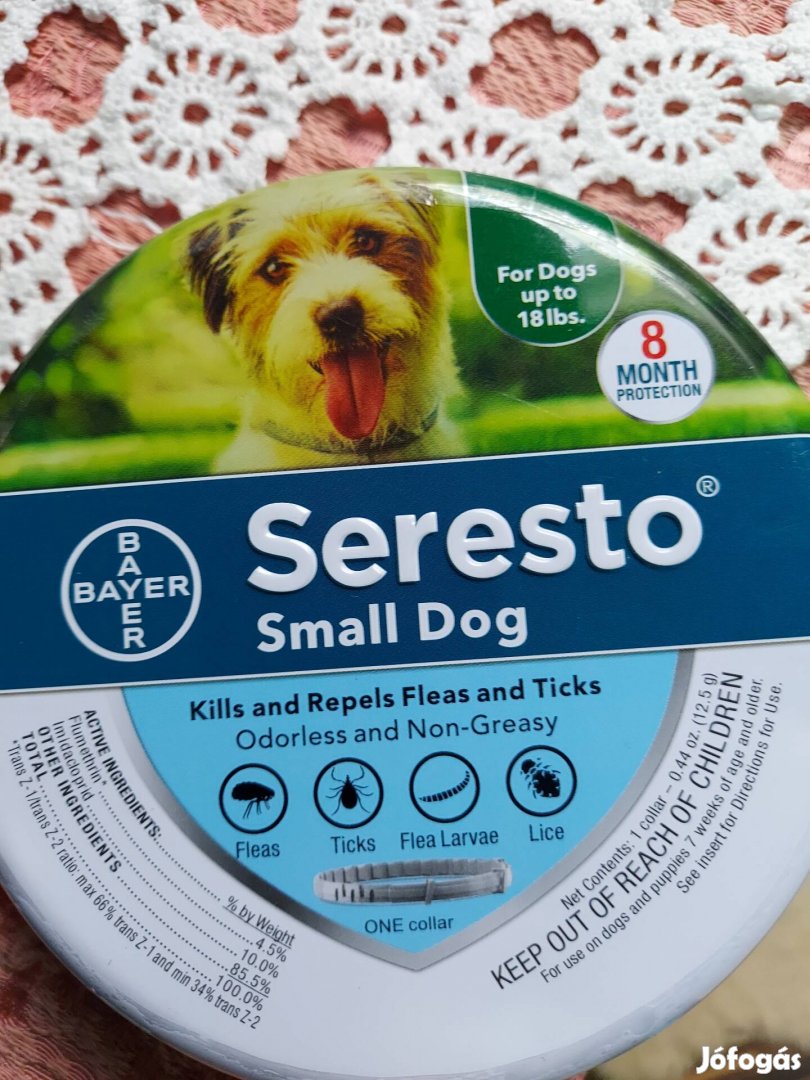 For Dogs
up to
18 lbs.
8
MONTH
PROTECTION
BAYER
BAYER
Seresto®
Small Dog
Kills and Repels Fleas and Ticks
Odorless and Non-Greasy
Fleas
Ticks
Flea Larvae
Lice
ONE collar
ACTIVE INGREDIENTS: % by Weight
Flumethrin* 4.5%
Imidacloprid 10.0%
OTHER INGREDIENTS 85.5%
TOTAL 100.0%
*Trans Z-1/trans Z-2 ratio: max 66% trans Z-1 and min 34% trans Z-2
Net Contents: 1 collar – 0.44 oz. (12.5 g)
KEEP OUT OF REACH OF CHILDREN
For use on dogs and puppies 7 weeks of age and older.
See insert for Directions for Use.
Jófogás